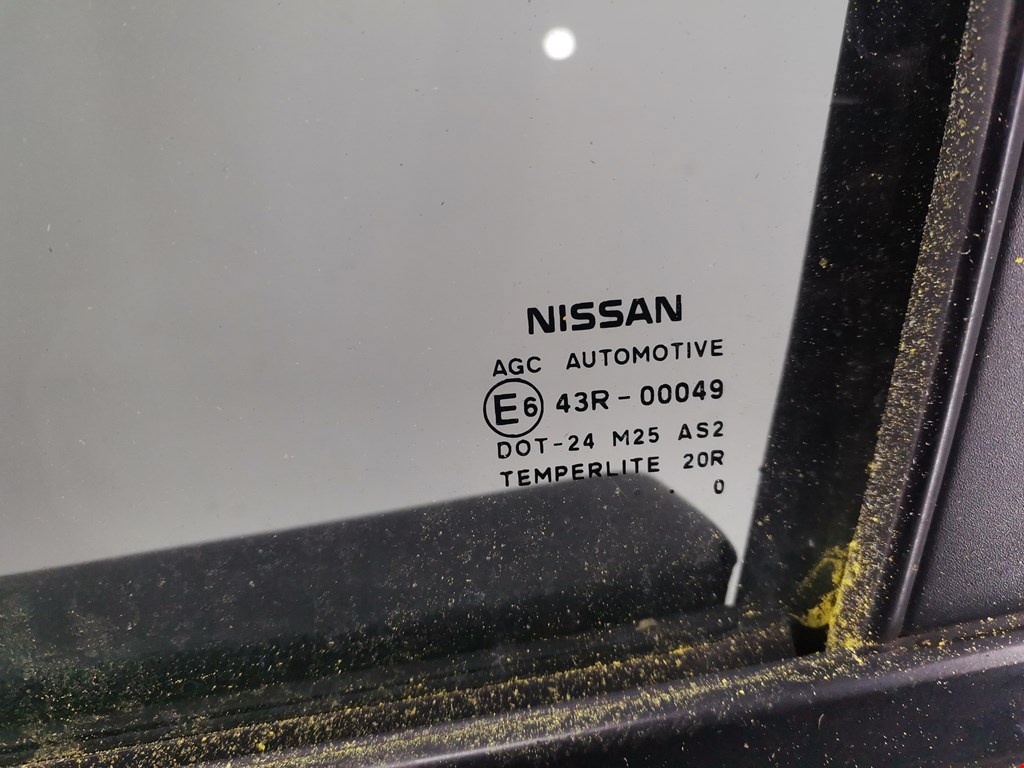 NISSAN
AGC AUTOMOTIVE
E6 43R-00049
DOT-24 M25 AS2
TEMPERLITE 20R
. 0